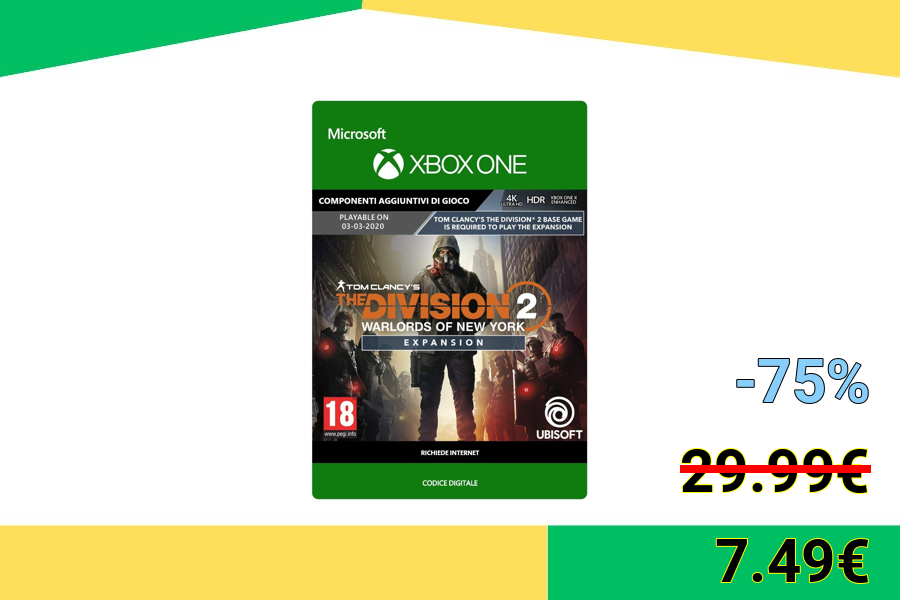 Microsoft
XBOX ONE
COMPONENTI AGGIUNTIVI DI GIOCO
4K
ULTRA HD
HDR
XBOX ONE X
ENHANCED
PLAYABLE ON
03-03-2020
TOM CLANCY'S THE DIVISION® 2 BASE GAME
IS REQUIRED TO PLAY THE EXPANSION
TOM CLANCY'S
THE DIVISION 2
WARLORDS OF NEW YORK
EXPANSION
18
www.pegi.info
UBISOFT
RICHIEDE INTERNET
CODICE DIGITALE
-75%
29.99€
7.49€